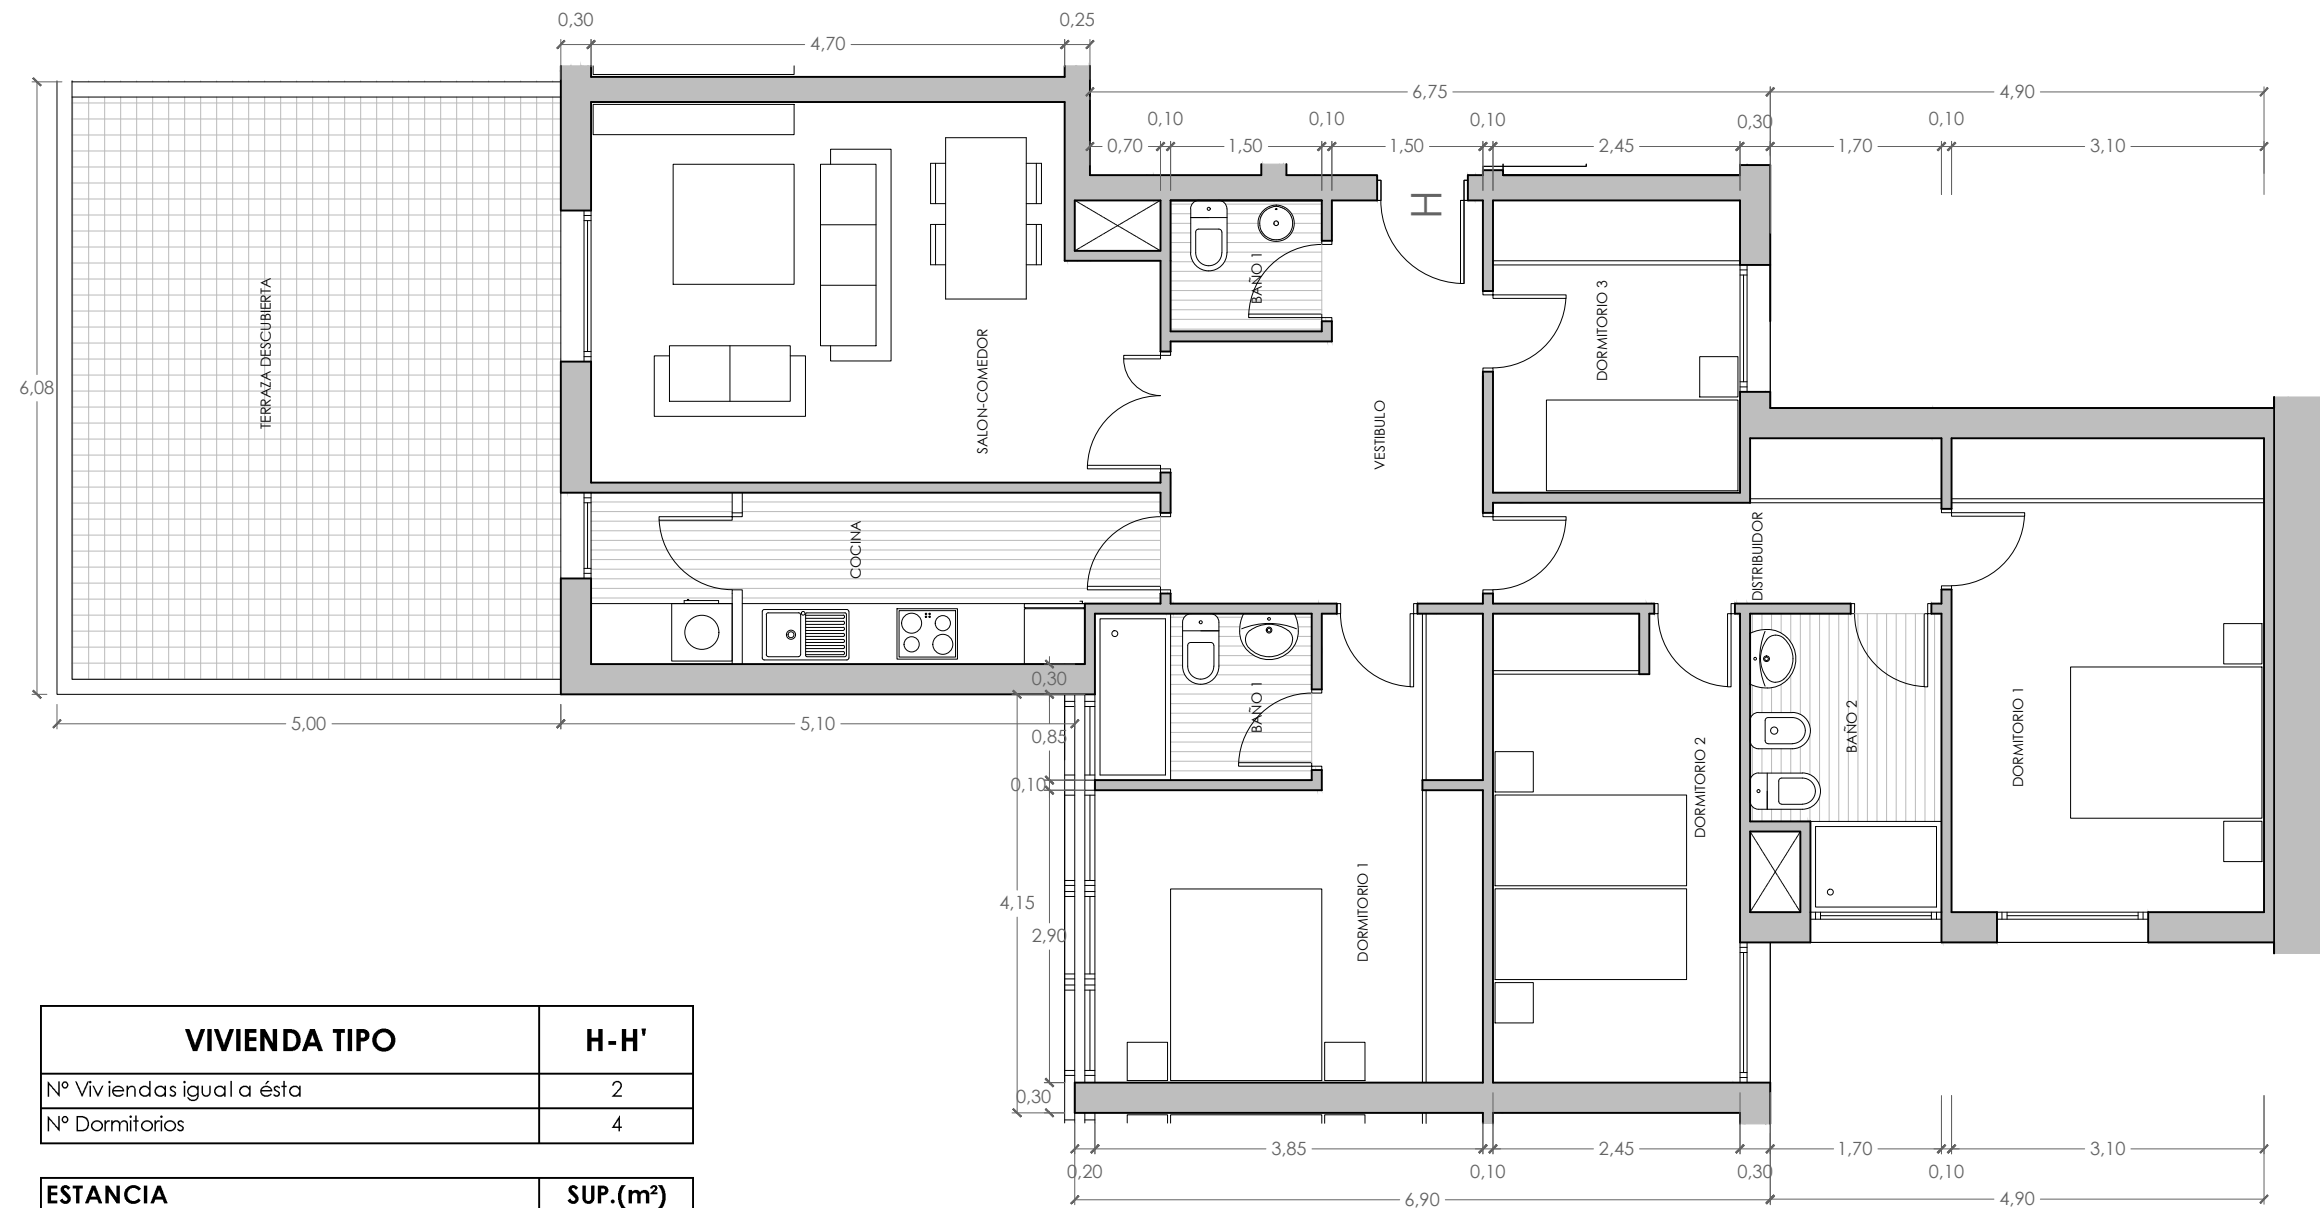 0,30
0,25
4,70
6,75
4,90
0,10
0,10
0,10
0,30
0,10
0,70
1,50
1,50
2,45
1,70
3,10
H
BAÑO 1
TERRAZA DESCUBIERTA
SALON-COMEDOR
DORMITORIO 3
6,08
VESTIBULO
COCINA
DISTRIBUIDOR
0,30
BAÑO 1
DORMITORIO 2
BAÑO 2
DORMITORIO 1
5,00
5,10
0,85
0,10
4,15
2,90
DORMITORIO 1
0,30
3,85
2,45
1,70
3,10
0,20
0,10
0,30
0,10
6,90
4,90
VIVIENDA TIPO H-H'
Nº Viviendas igual a ésta 2
Nº Dormitorios 4
ESTANCIA SUP.(m²)